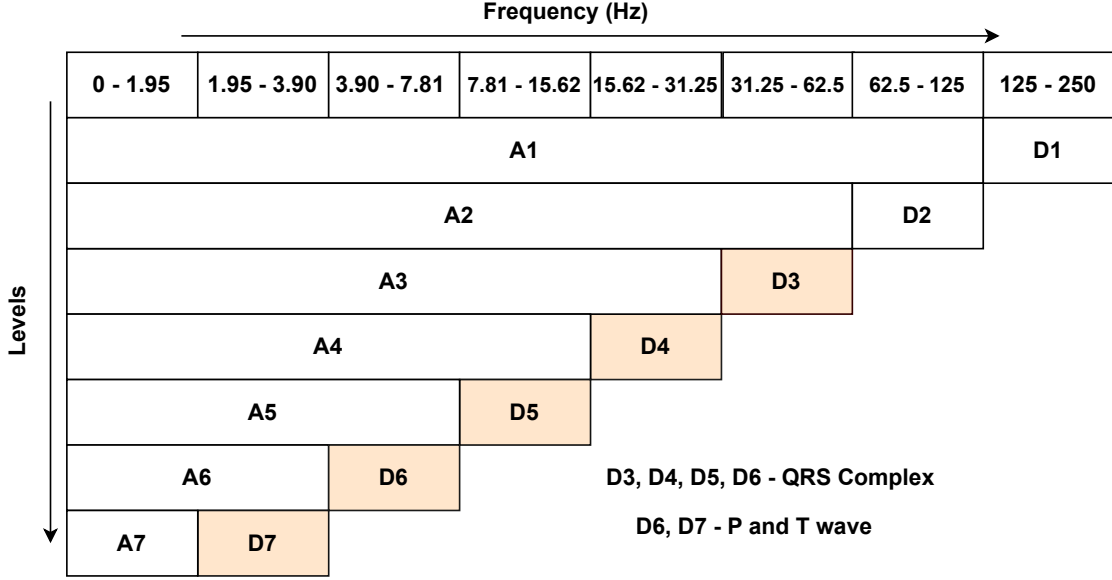 Frequency (Hz)
0 - 1.95 1.95 - 3.90 3.90 - 7.81 7.81 - 15.62 15.62 - 31.25 31.25 - 62.5 62.5 - 125 125 - 250
A1 D1
A2 D2
A3 D3
Levels
A4 D4
A5 D5
A6 D6
D3, D4, D5, D6 - QRS Complex
D6, D7 - P and T wave
A7 D7